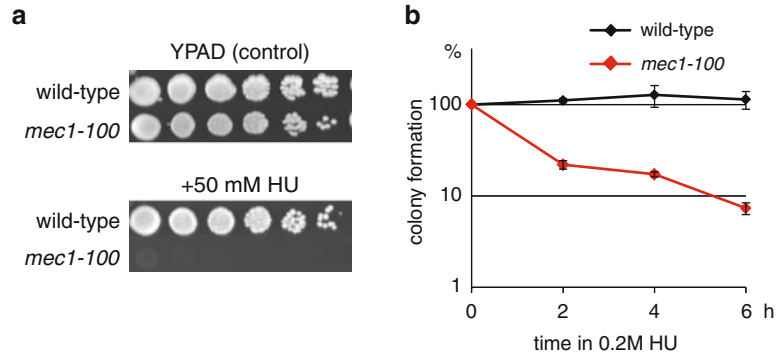 a
YPAD (control)
wild-type
mec1-100
+50 mM HU
wild-type
mec1-100
b
wild-type
mec1-100
%
100
10
1
colony formation
0 2 4 6 h
time in 0.2M HU